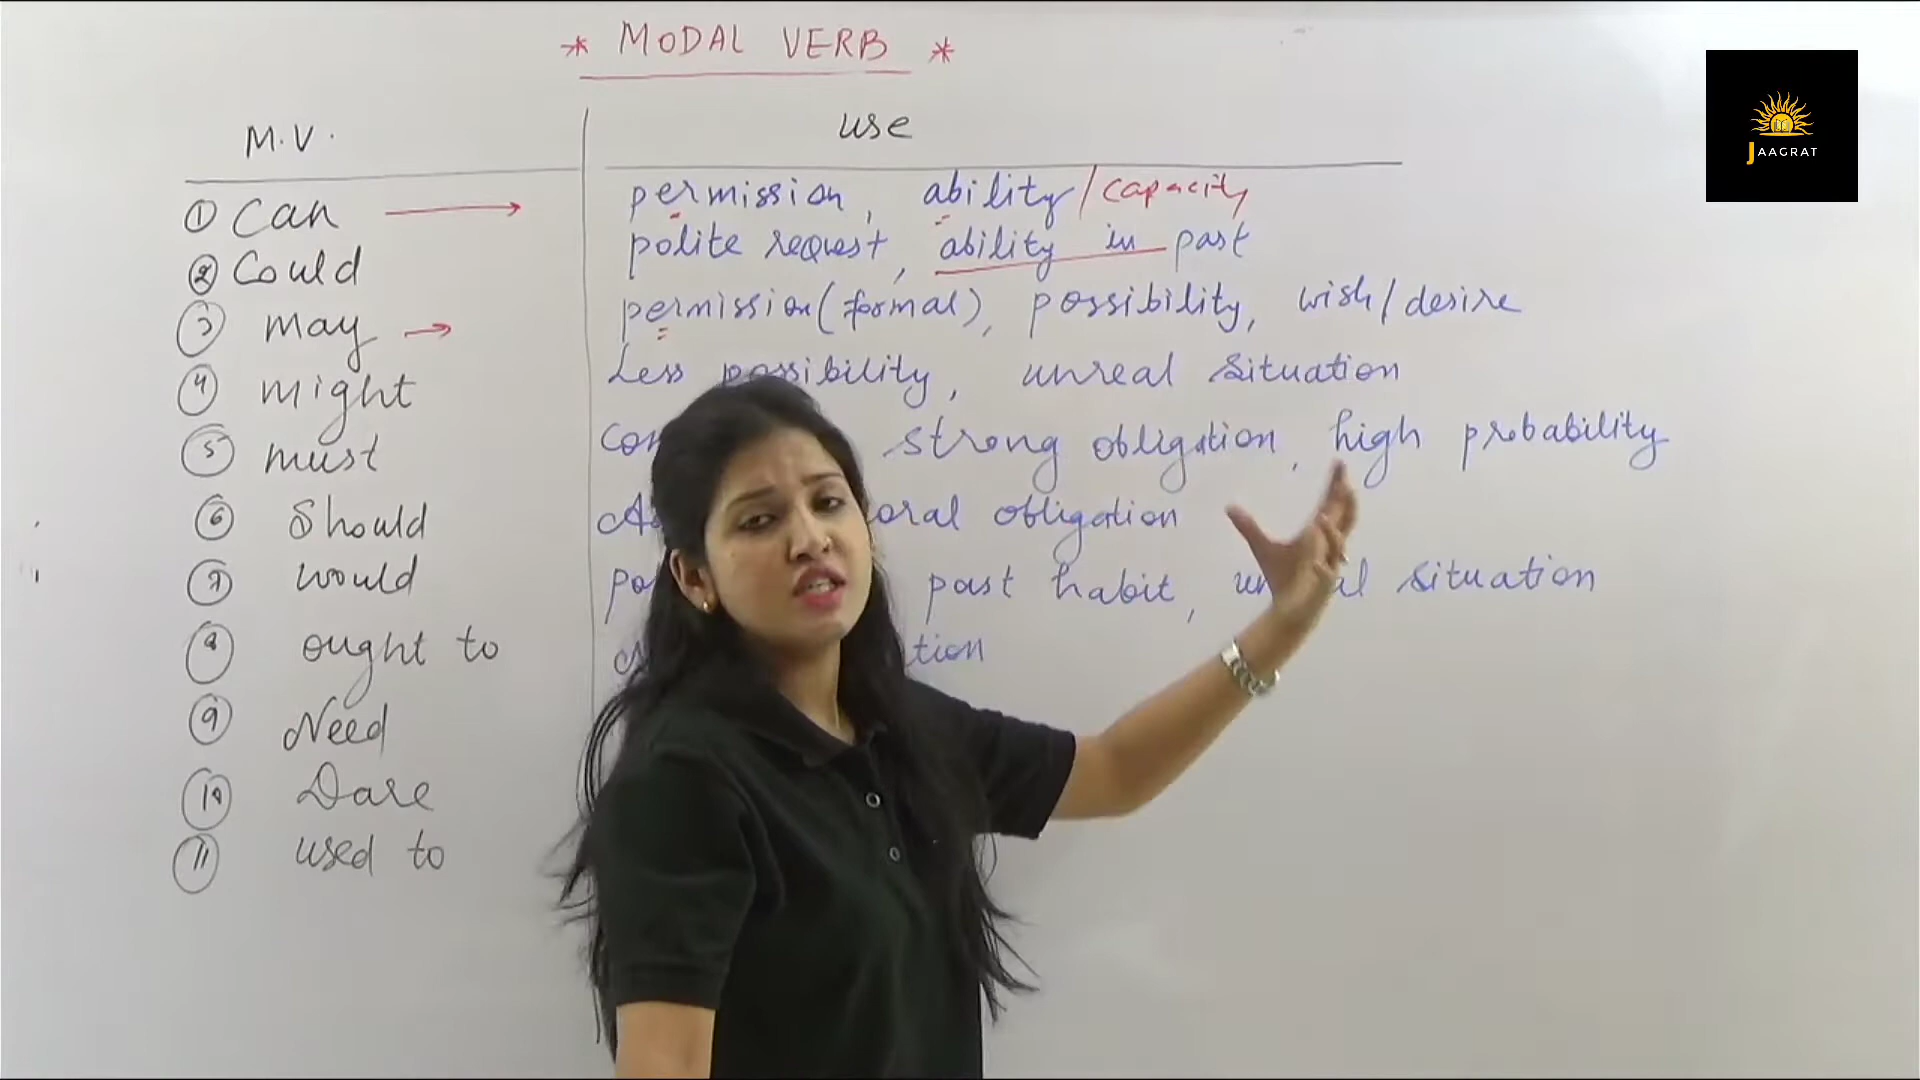 * MODAL VERB *
M.V.
use
① Can → permission, ability/capacity
② Could polite request, ability in past
③ may → permission (formal), possibility, wish/desire
④ might Less possibility, unreal situation
⑤ must strong obligation, high probability
⑥ Should obligation
⑦ would past habit, situation
⑧ ought to
⑨ Need
⑩ Dare
⑪ used to
JAAGRAT